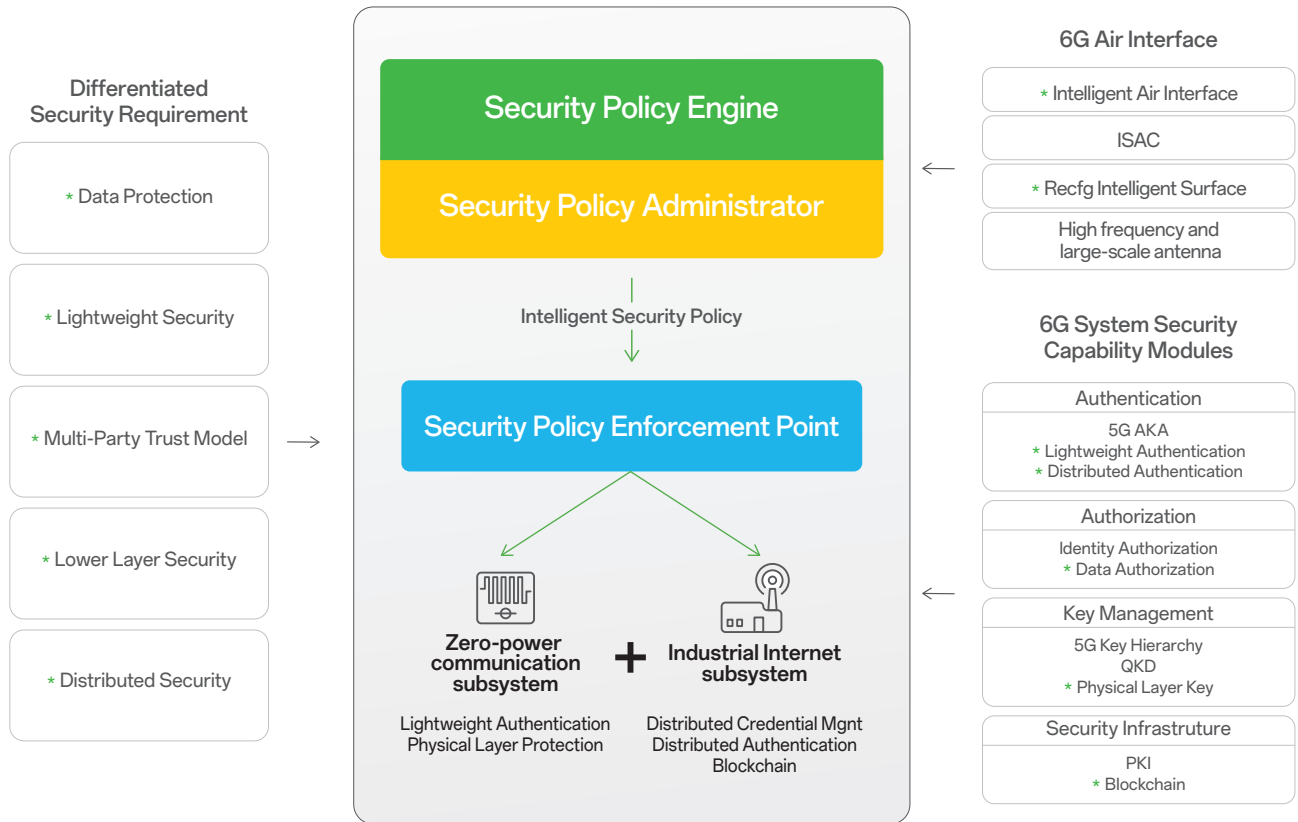 Differentiated
Security Requirement
* Data Protection
* Lightweight Security
* Multi-Party Trust Model
* Lower Layer Security
* Distributed Security
Security Policy Engine
Security Policy Administrator
Intelligent Security Policy
Security Policy Enforcement Point
Zero-power
communication
subsystem
Lightweight Authentication
Physical Layer Protection
+
Industrial Internet
subsystem
Distributed Credential Mgnt
Distributed Authentication
Blockchain
6G Air Interface
* Intelligent Air Interface
ISAC
* Recfg Intelligent Surface
High frequency and
large-scale antenna
6G System Security
Capability Modules
Authentication
5G AKA
* Lightweight Authentication
* Distributed Authentication
Authorization
Identity Authorization
* Data Authorization
Key Management
5G Key Hierarchy
QKD
* Physical Layer Key
Security Infrastruture
PKI
* Blockchain